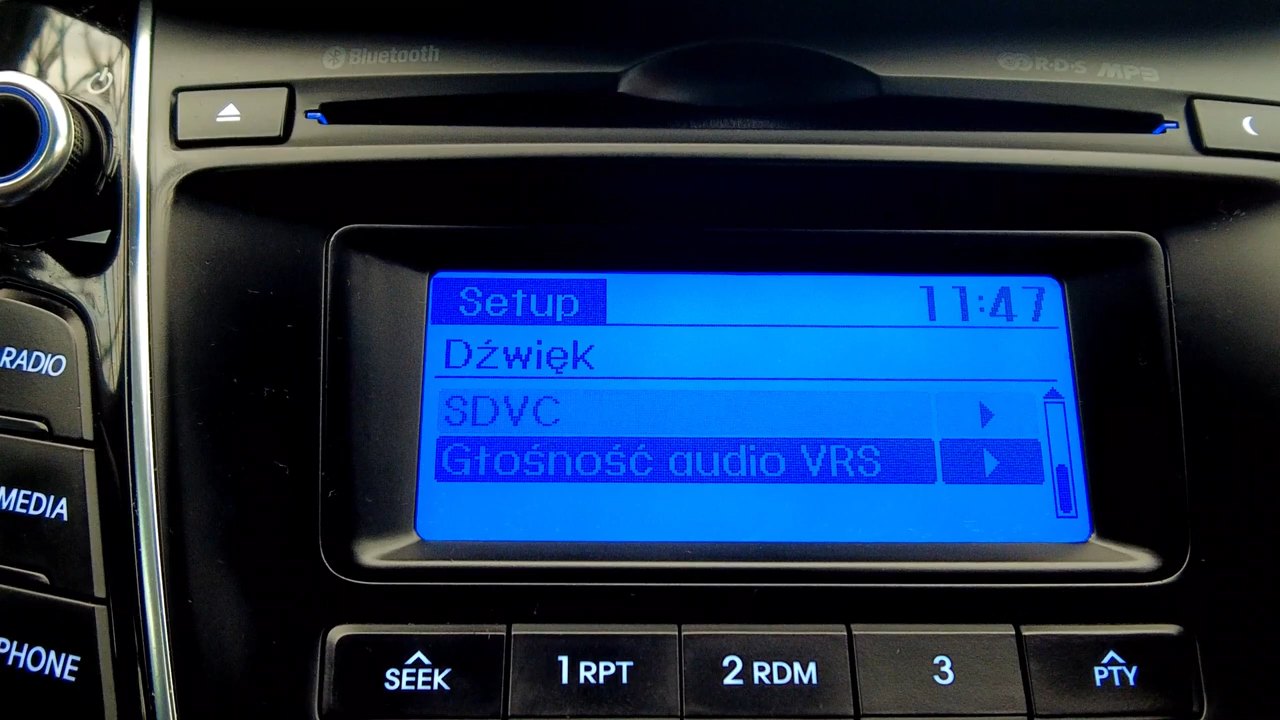 Bluetooth
R·D·S MP3
RADIO
MEDIA
PHONE
Setup 11:47
Dźwięk
SDVC
Głośność audio VRS
SEEK
1 RPT
2 RDM
3
PTY